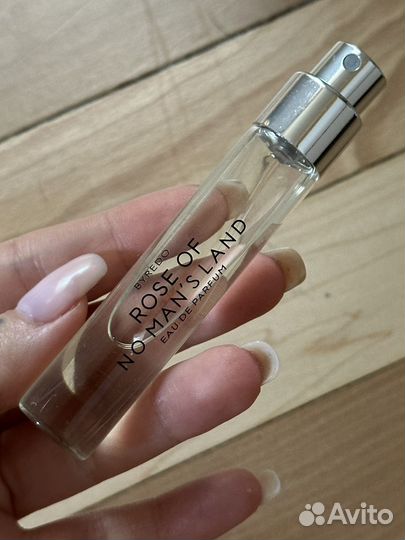 BYREDO
ROSE OF
NO MAN'S LAND
EAU DE PARFUM
Avito